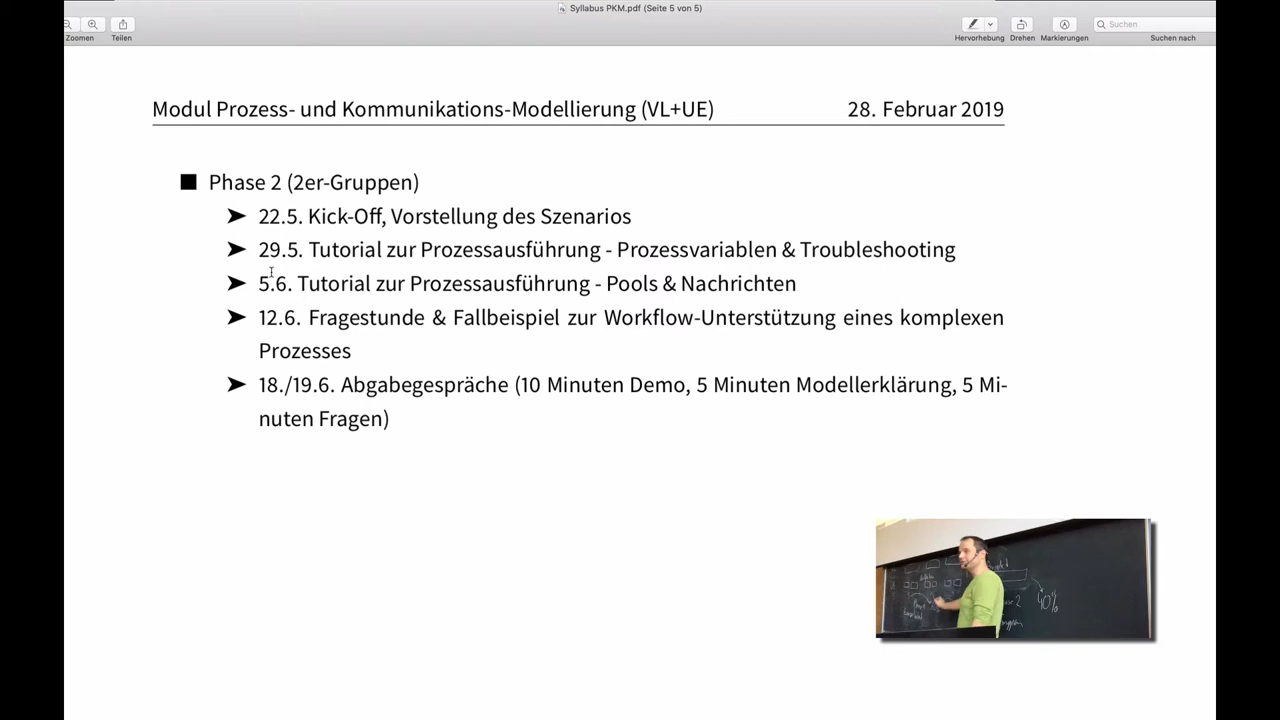 Syllabus PKM.pdf (Seite 5 von 5)
Suchen
Zoomen
Teilen
Hervorhebung
Drehen
Markierungen
Suchen nach
Modul Prozess- und Kommunikations-Modellierung (VL+UE) 28. Februar 2019
■ Phase 2 (2er-Gruppen)
➤ 22.5. Kick-Off, Vorstellung des Szenarios
➤ 29.5. Tutorial zur Prozessausführung - Prozessvariablen & Troubleshooting
➤ 5.6. Tutorial zur Prozessausführung - Pools & Nachrichten
➤ 12.6. Fragestunde & Fallbeispiel zur Workflow-Unterstützung eines komplexen
Prozesses
➤ 18./19.6. Abgabegespräche (10 Minuten Demo, 5 Minuten Modellerklärung, 5 Mi-
nuten Fragen)
40%